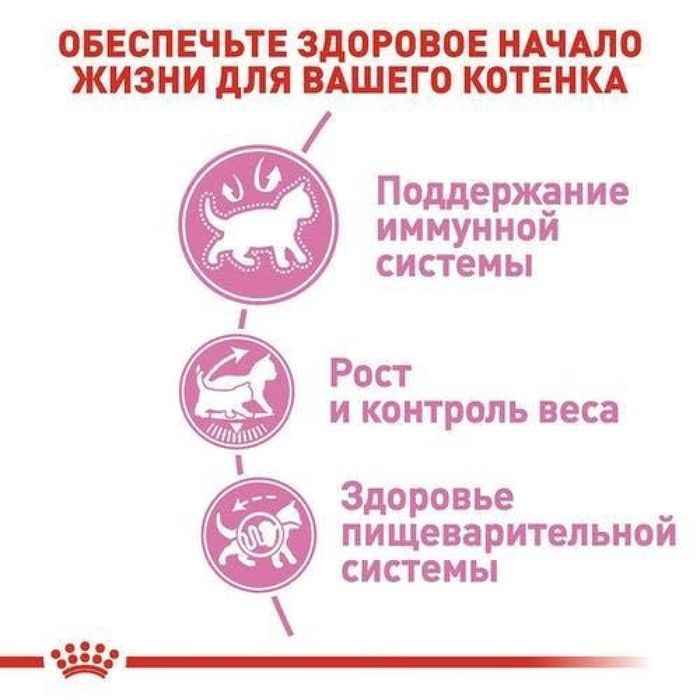 ОБЕСПЕЧЬТЕ ЗДОРОВОЕ НАЧАЛО
ЖИЗНИ ДЛЯ ВАШЕГО КОТЕНКА
Поддержание
иммунной
системы
Рост
и контроль веса
Здоровье
пищеварительной
системы